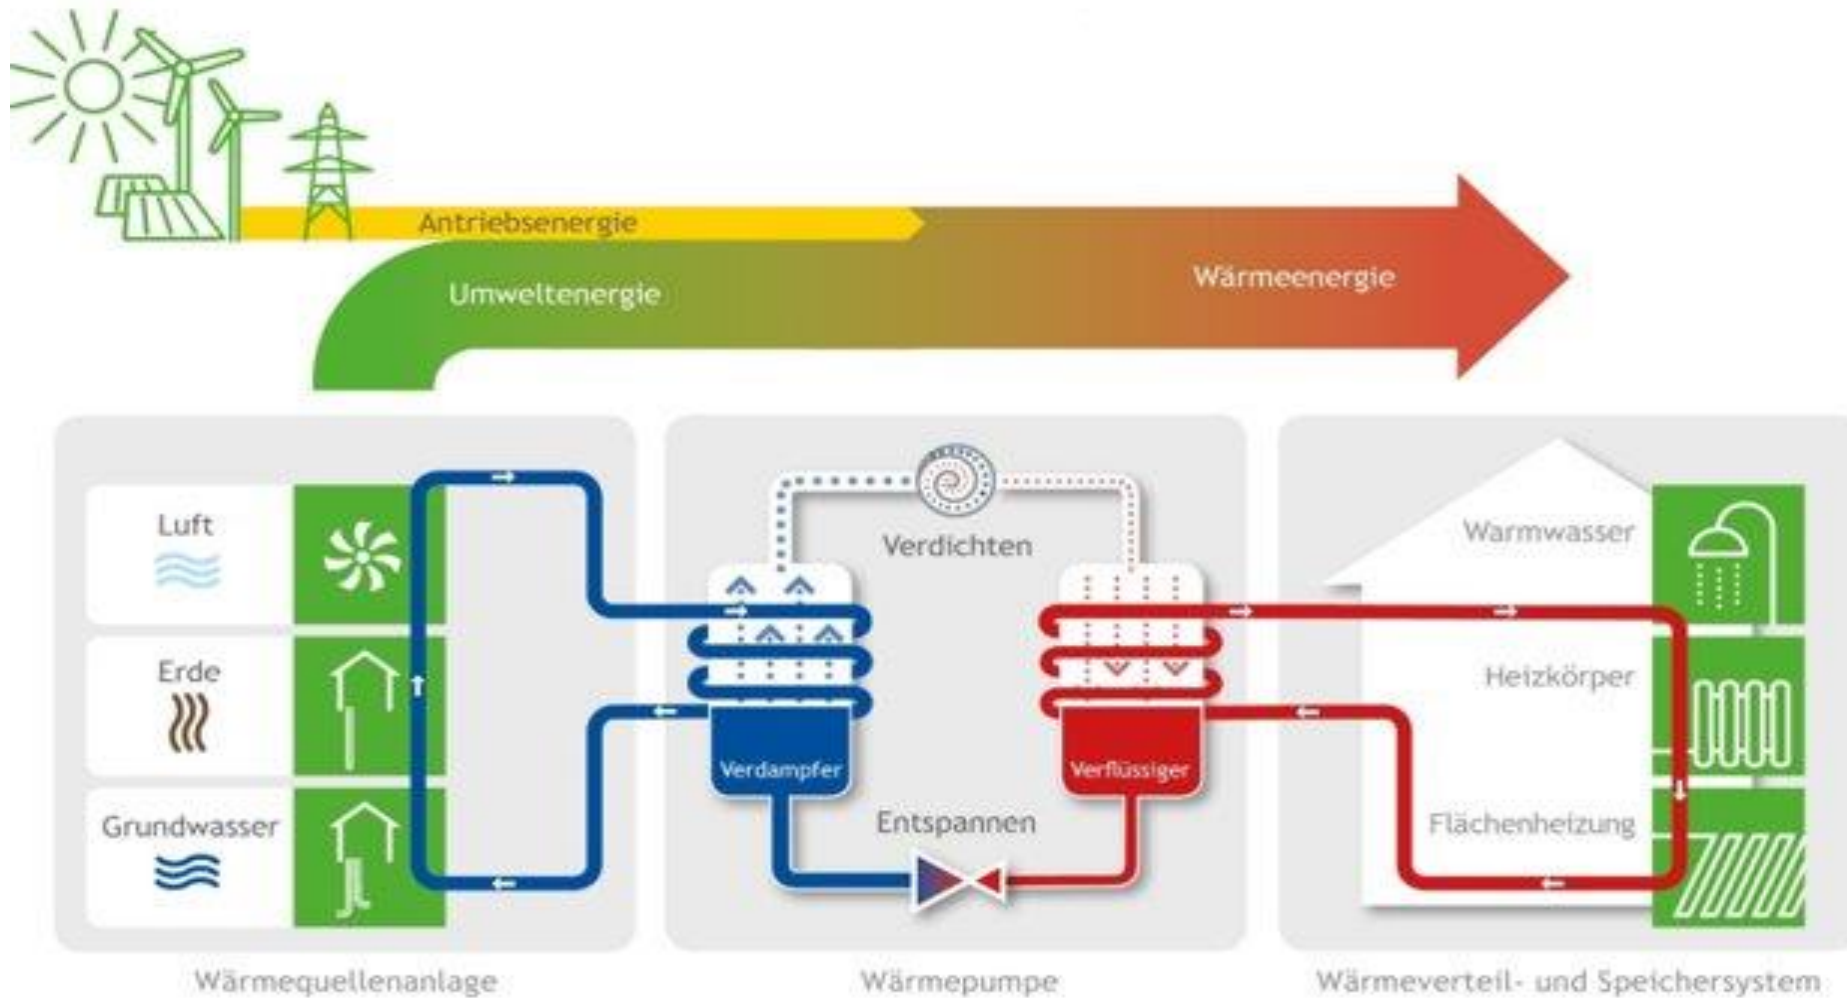 Antriebsenergie
Umweltenergie
Wärmeenergie
Luft
Erde
Grundwasser
Verdichten
Verdampfer
Verflüssiger
Entspannen
Warmwasser
Heizkörper
Flächenheizung
Wärmequellenanlage
Wärmepumpe
Wärmeverteil- und Speichersystem